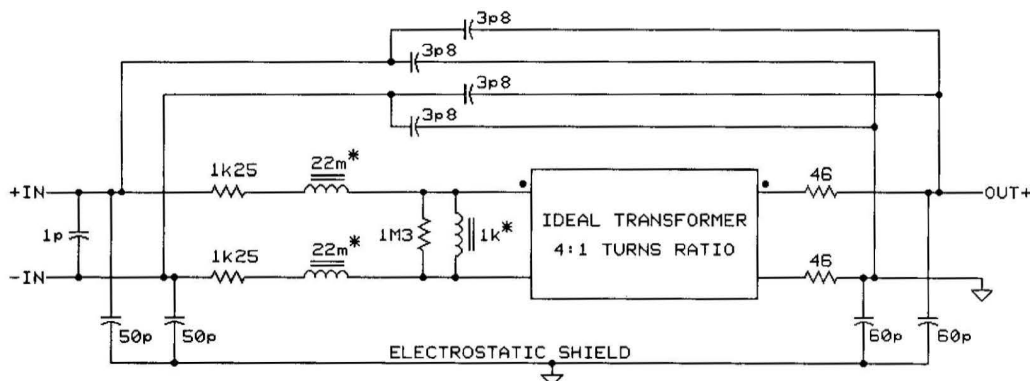 3p8
3p8
3p8
3p8
1k25
22m*
46
+IN
OUT+
1p
1M3
1k*
IDEAL TRANSFORMER
4:1 TURNS RATIO
1k25
22m*
46
-IN
50p
50p
60p
60p
ELECTROSTATIC SHIELD